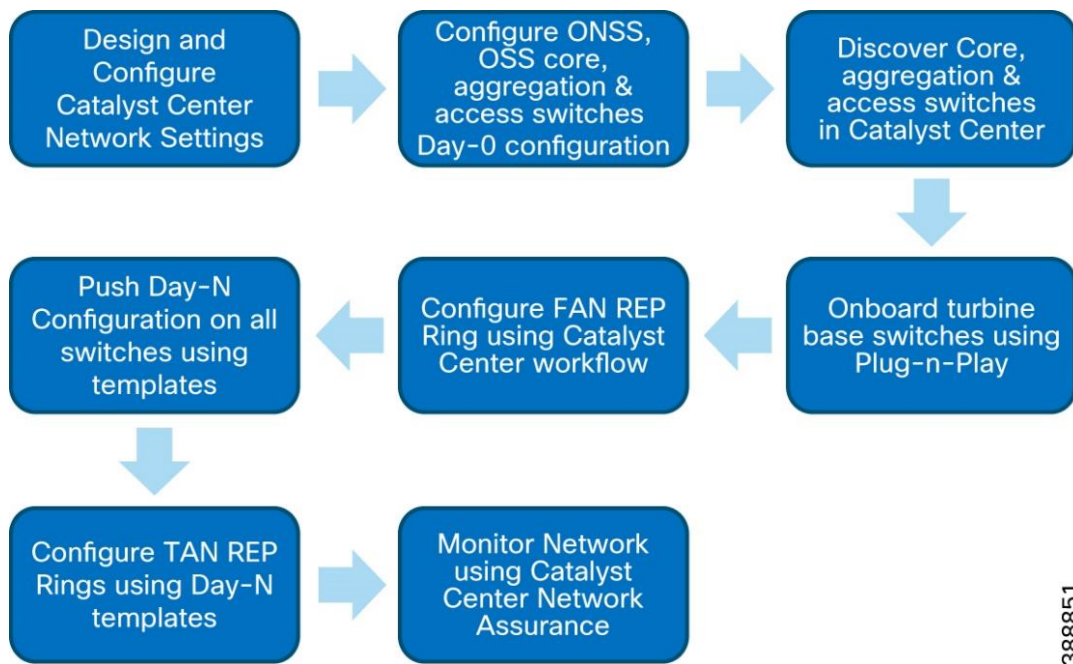 Design and
Configure
Catalyst Center
Network Settings
Configure ONSS,
OSS core,
aggregation &
access switches
Day-0 configuration
Discover Core,
aggregation &
access switches
in Catalyst Center
Onboard turbine
base switches using
Plug-n-Play
Configure FAN REP
Ring using Catalyst
Center workflow
Push Day-N
Configuration on all
switches using
templates
Configure TAN REP
Rings using Day-N
templates
Monitor Network
using Catalyst
Center Network
Assurance
388851